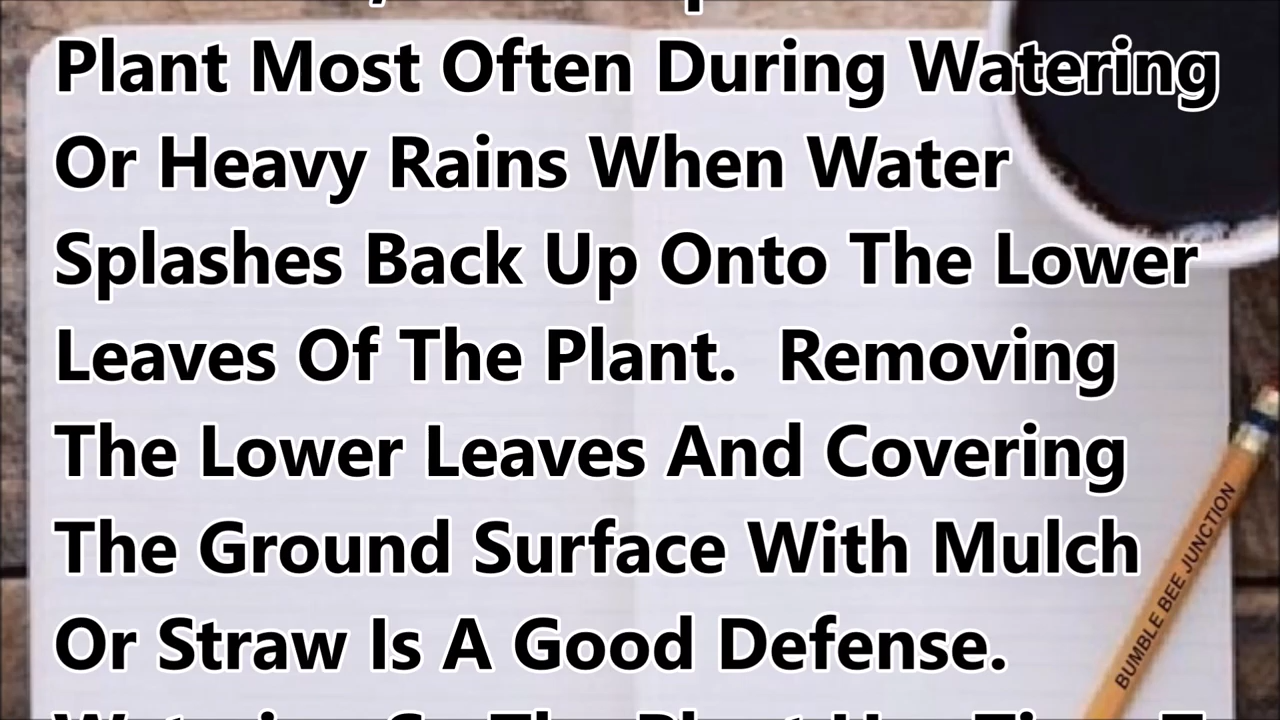 Plant Most Often During Watering
Or Heavy Rains When Water
Splashes Back Up Onto The Lower
Leaves Of The Plant.  Removing
The Lower Leaves And Covering
The Ground Surface With Mulch
Or Straw Is A Good Defense.
BUMBLE BEE JUNCTION